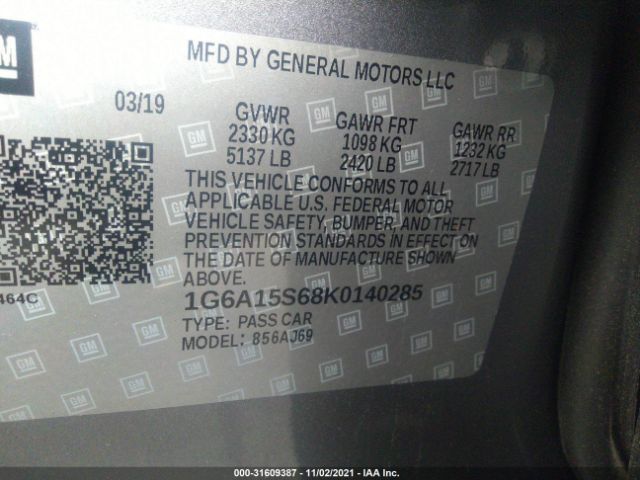 GM
MFD BY GENERAL MOTORS LLC
03/19
GVWR
2330 KG
5137 LB
GAWR FRT
1098 KG
2420 LB
GAWR RR
1232 KG
2717 LB
THIS VEHICLE CONFORMS TO ALL
APPLICABLE U.S. FEDERAL MOTOR
VEHICLE SAFETY, BUMPER, AND THEFT
PREVENTION STANDARDS IN EFFECT ON
THE DATE OF MANUFACTURE SHOWN
ABOVE.
464C
1G6A15S68K0140285
TYPE: PASS CAR
MODEL: 856AJ69
000-31609387 - 11/02/2021 - IAA Inc.